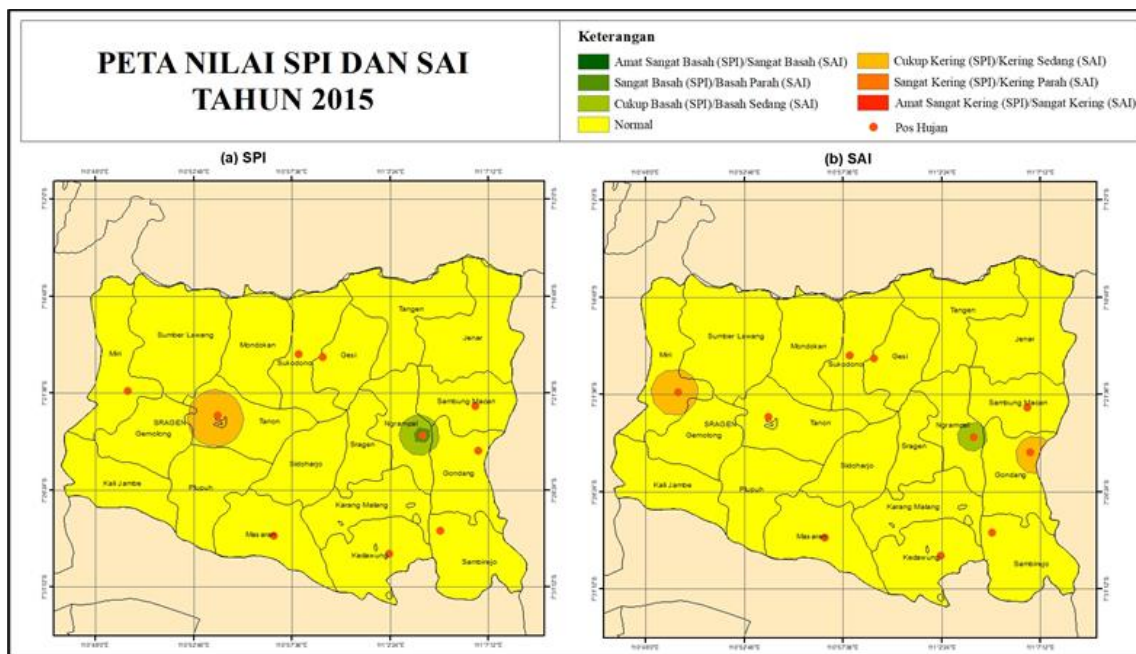 PETA NILAI SPI DAN SAI
TAHUN 2015
Keterangan
Amat Sangat Basah (SPI)/Sangat Basah (SAI)
Sangat Basah (SPI)/Basah Parah (SAI)
Cukup Basah (SPI)/Basah Sedang (SAI)
Normal
Cukup Kering (SPI)/Kering Sedang (SAI)
Sangat Kering (SPI)/Kering Parah (SAI)
Amat Sangat Kering (SPI)/Sangat Kering (SAI)
Pos Hujan
(a) SPI
Tangen
Sumber Lawang
Mondokan
Jenar
Miri
Sukodono
Gesi
Sambung Macan
SRAGEN
Tanon
Ngrampal
Gemolong
Sragen
Sidoharjo
Gondang
Kali Jambe
Plupuh
Karang Malang
Masaran
Kedawung
Sambirejo
(b) SAI
Tangen
Sumber Lawang
Mondokan
Jenar
Miri
Sukodono
Gesi
Sambung Macan
SRAGEN
Tanon
Ngrampal
Gemolong
Sragen
Sidoharjo
Gondang
Kali Jambe
Plupuh
Karang Malang
Masaran
Kedawung
Sambirejo